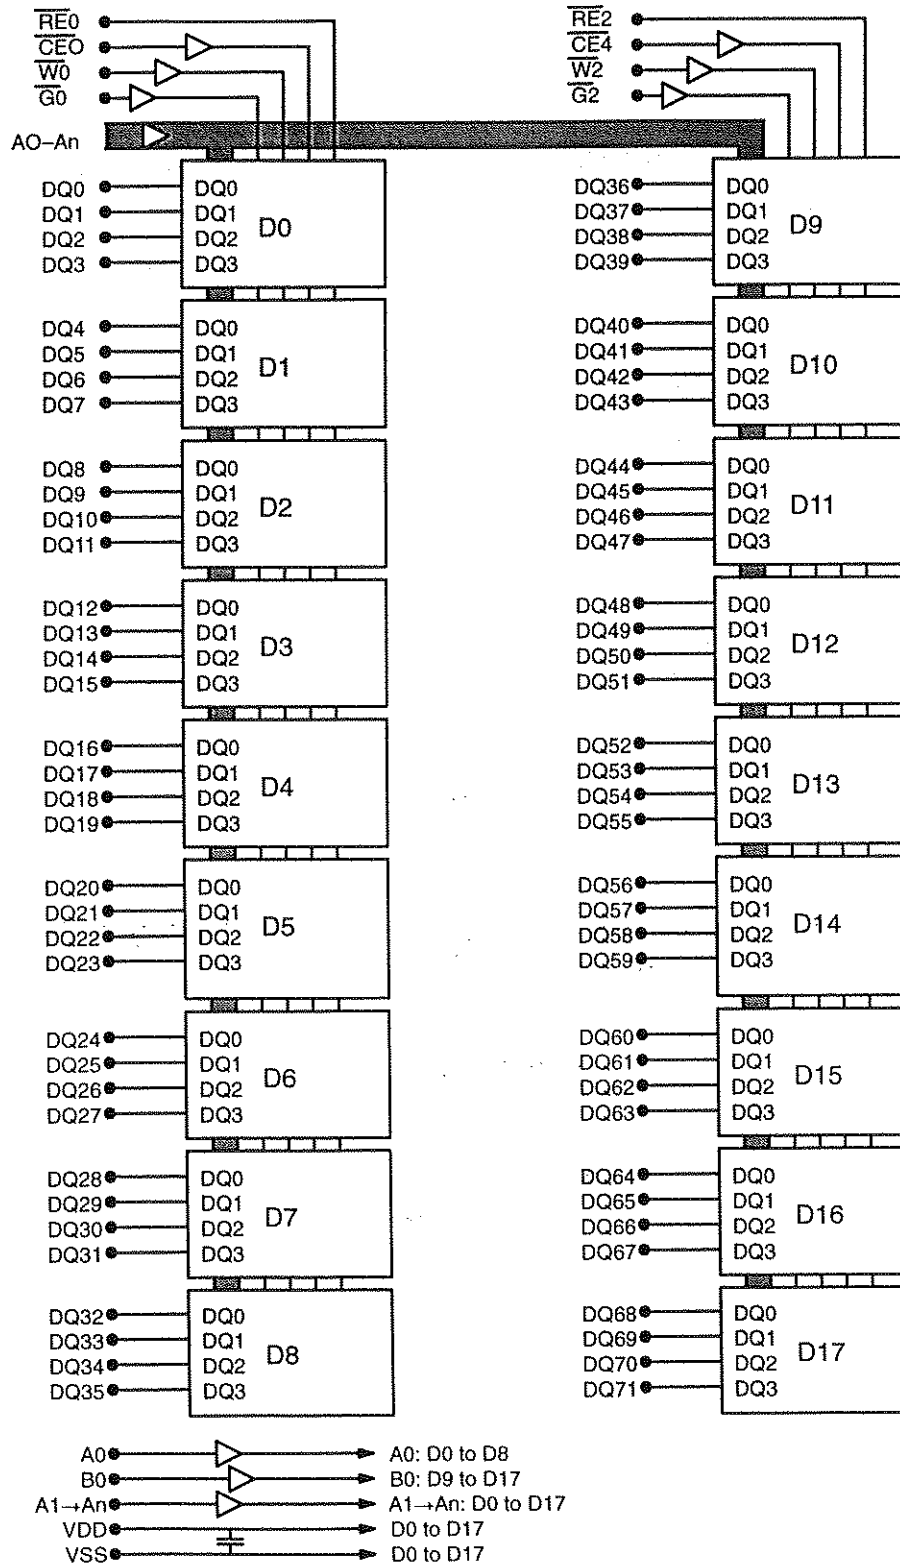 RE0
CEO
W0
G0
AO–An
DQ0 DQ0
DQ1 DQ1
DQ2 DQ2
DQ3 DQ3
D0
DQ4 DQ0
DQ5 DQ1
DQ6 DQ2
DQ7 DQ3
D1
DQ8 DQ0
DQ9 DQ1
DQ10 DQ2
DQ11 DQ3
D2
DQ12 DQ0
DQ13 DQ1
DQ14 DQ2
DQ15 DQ3
D3
DQ16 DQ0
DQ17 DQ1
DQ18 DQ2
DQ19 DQ3
D4
DQ20 DQ0
DQ21 DQ1
DQ22 DQ2
DQ23 DQ3
D5
DQ24 DQ0
DQ25 DQ1
DQ26 DQ2
DQ27 DQ3
D6
DQ28 DQ0
DQ29 DQ1
DQ30 DQ2
DQ31 DQ3
D7
DQ32 DQ0
DQ33 DQ1
DQ34 DQ2
DQ35 DQ3
D8
RE2
CE4
W2
G2
DQ36 DQ0
DQ37 DQ1
DQ38 DQ2
DQ39 DQ3
D9
DQ40 DQ0
DQ41 DQ1
DQ42 DQ2
DQ43 DQ3
D10
DQ44 DQ0
DQ45 DQ1
DQ46 DQ2
DQ47 DQ3
D11
DQ48 DQ0
DQ49 DQ1
DQ50 DQ2
DQ51 DQ3
D12
DQ52 DQ0
DQ53 DQ1
DQ54 DQ2
DQ55 DQ3
D13
DQ56 DQ0
DQ57 DQ1
DQ58 DQ2
DQ59 DQ3
D14
DQ60 DQ0
DQ61 DQ1
DQ62 DQ2
DQ63 DQ3
D15
DQ64 DQ0
DQ65 DQ1
DQ66 DQ2
DQ67 DQ3
D16
DQ68 DQ0
DQ69 DQ1
DQ70 DQ2
DQ71 DQ3
D17
A0 A0: D0 to D8
B0 B0: D9 to D17
A1→An A1→An: D0 to D17
VDD D0 to D17
VSS D0 to D17